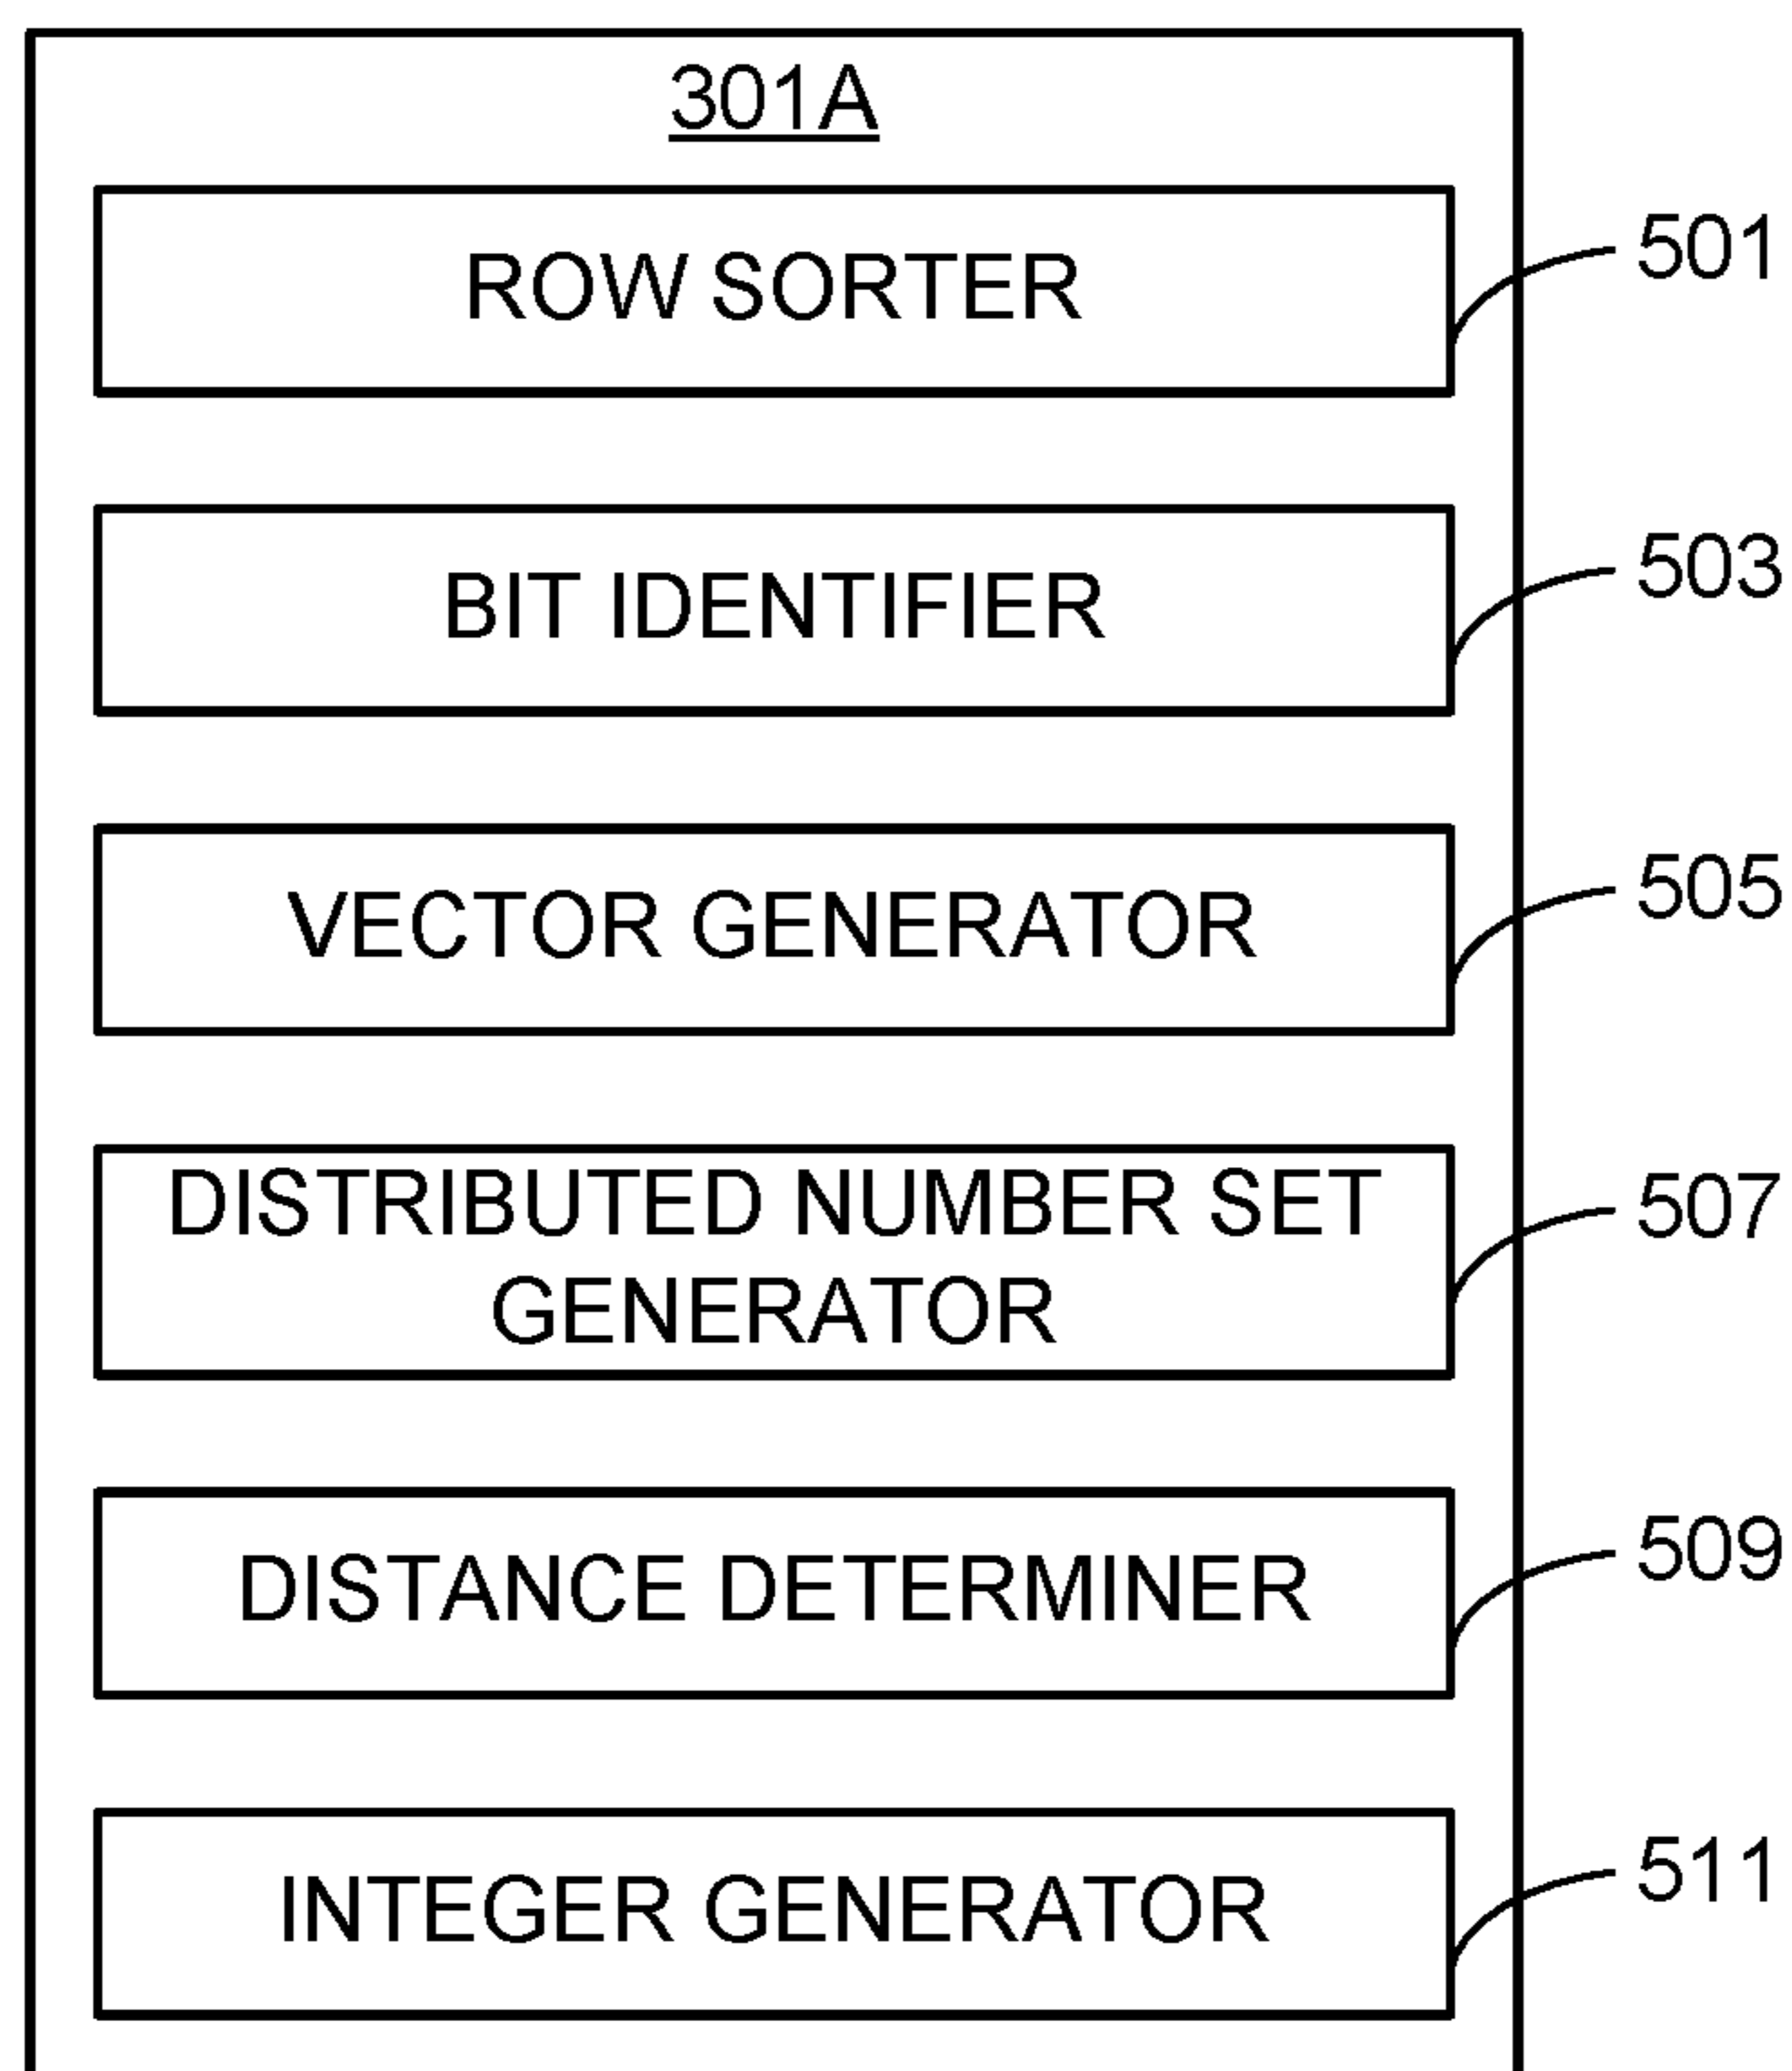 301A
ROW SORTER
501
BIT IDENTIFIER
503
VECTOR GENERATOR
505
DISTRIBUTED NUMBER SET
GENERATOR
507
DISTANCE DETERMINER
509
INTEGER GENERATOR
511